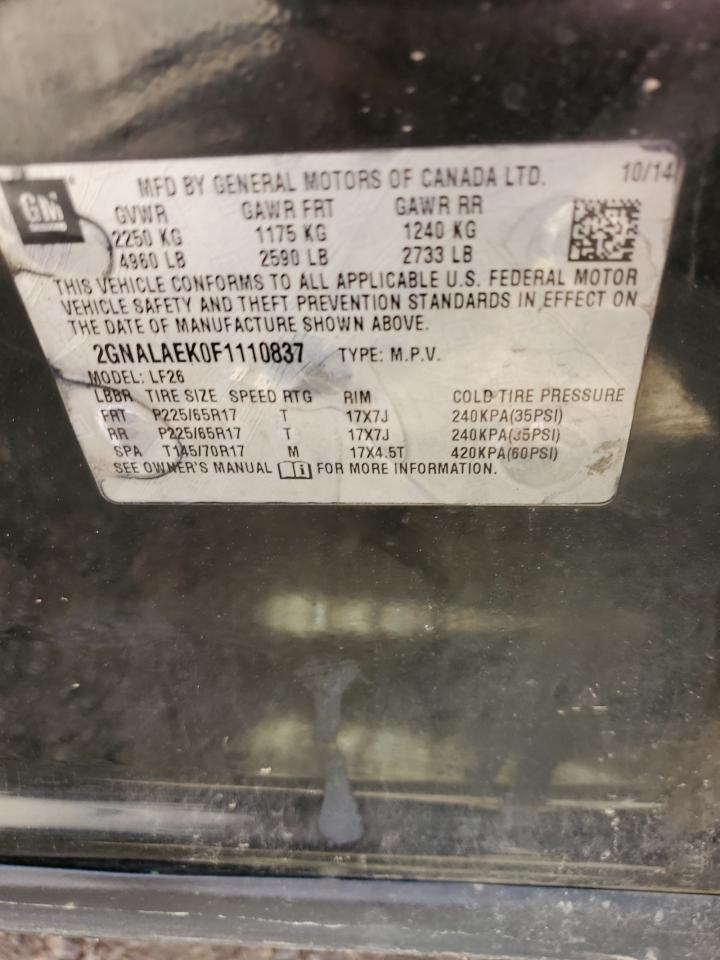 GM
MFD BY GENERAL MOTORS OF CANADA LTD. 10/14
GVWR GAWR FRT GAWR RR
2250 KG 1175 KG 1240 KG
4960 LB 2590 LB 2733 LB
THIS VEHICLE CONFORMS TO ALL APPLICABLE U.S. FEDERAL MOTOR
VEHICLE SAFETY AND THEFT PREVENTION STANDARDS IN EFFECT ON
THE DATE OF MANUFACTURE SHOWN ABOVE.
2GNALAEK0F1110837 TYPE: M.P.V.
MODEL: LF26
LBBR TIRE SIZE SPEED RTG RIM COLD TIRE PRESSURE
FRT P225/65R17 T 17X7J 240KPA(35PSI)
RR P225/65R17 T 17X7J 240KPA(35PSI)
SPA T145/70R17 M 17X4.5T 420KPA(60PSI)
SEE OWNER'S MANUAL i FOR MORE INFORMATION.